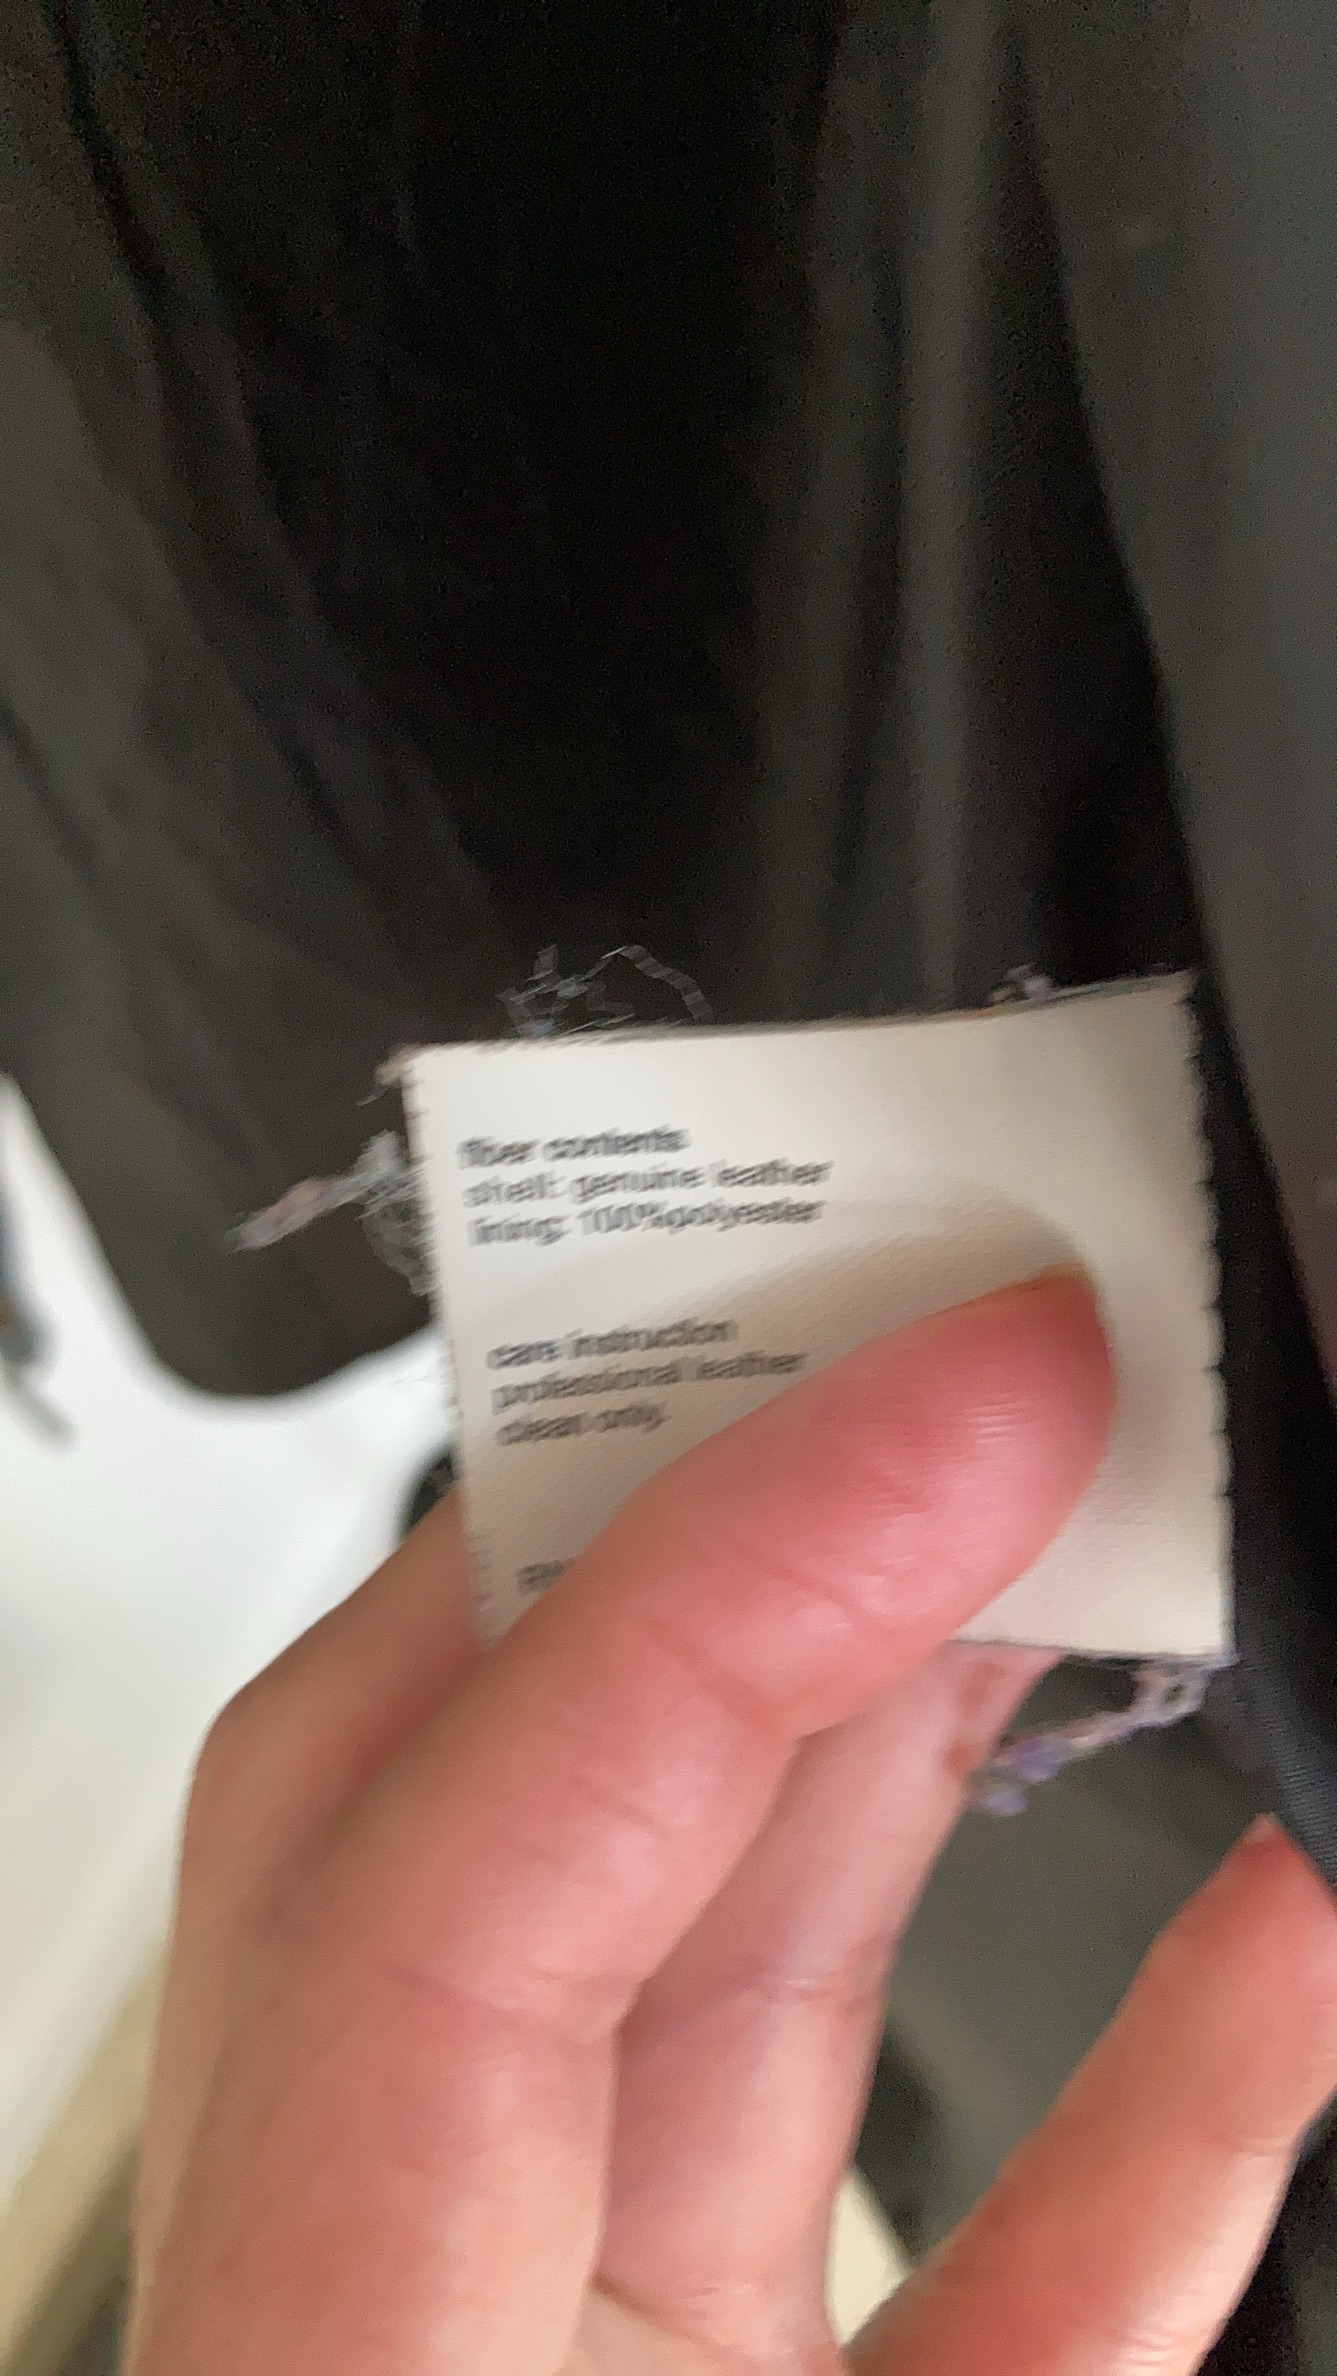 fiber contents
shell: genuine leather
lining: 100%polyester
care instruction
professional leather
clean only.